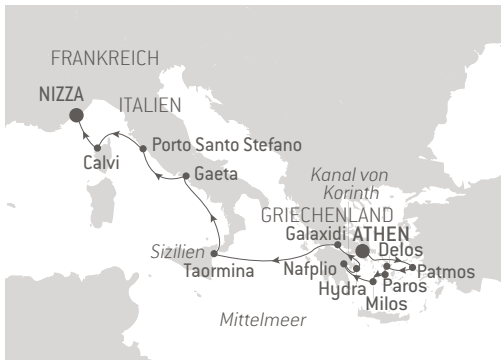 FRANKREICH
NIZZA
ITALIEN
Porto Santo Stefano
Calvi
Gaeta
Kanal von
Korinth
GRIECHENLAND
Galaxidi
ATHEN
Delos
Sizilien
Taormina
Nafplio
Patmos
Hydra
Paros
Milos
Mittelmeer